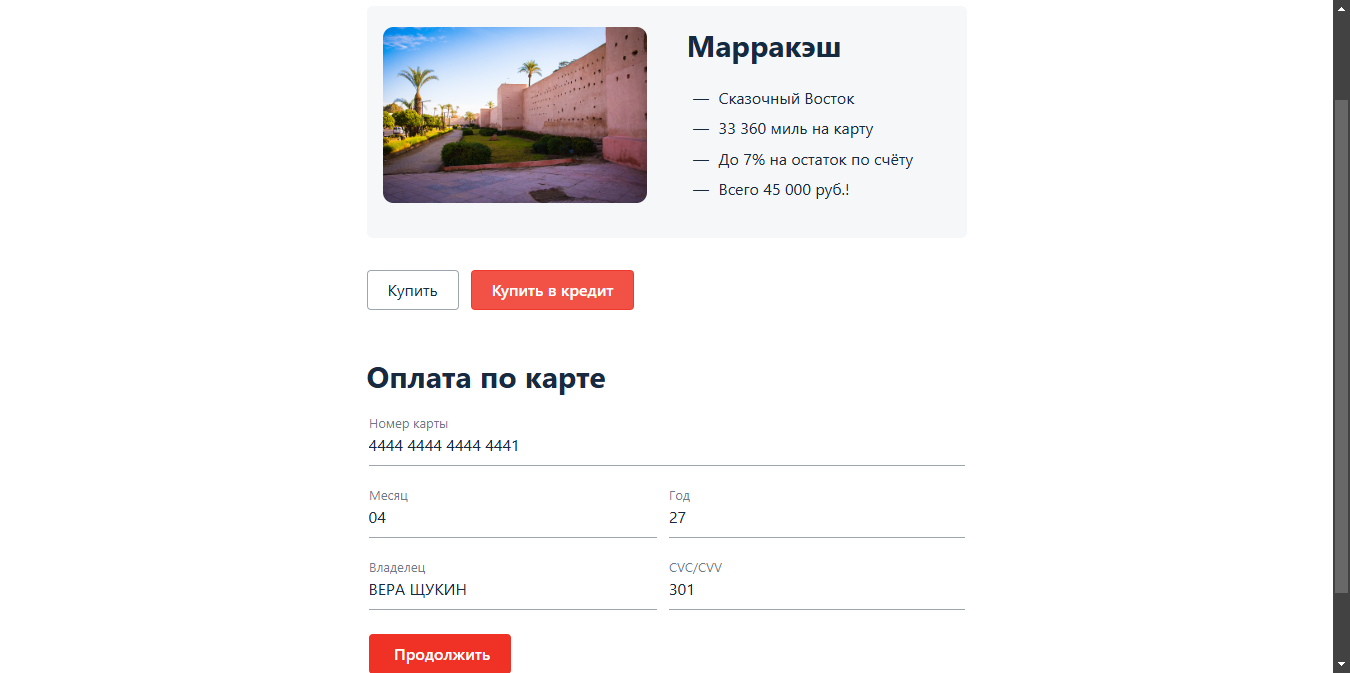 Марракэш
— Сказочный Восток
— 33 360 миль на карту
— До 7% на остаток по счёту
— Всего 45 000 руб.!
Купить Купить в кредит
Оплата по карте
Номер карты
4444 4444 4444 4441
Месяц Год
04 27
Владелец CVC/CVV
ВЕРА ЩУКИН 301
Продолжить